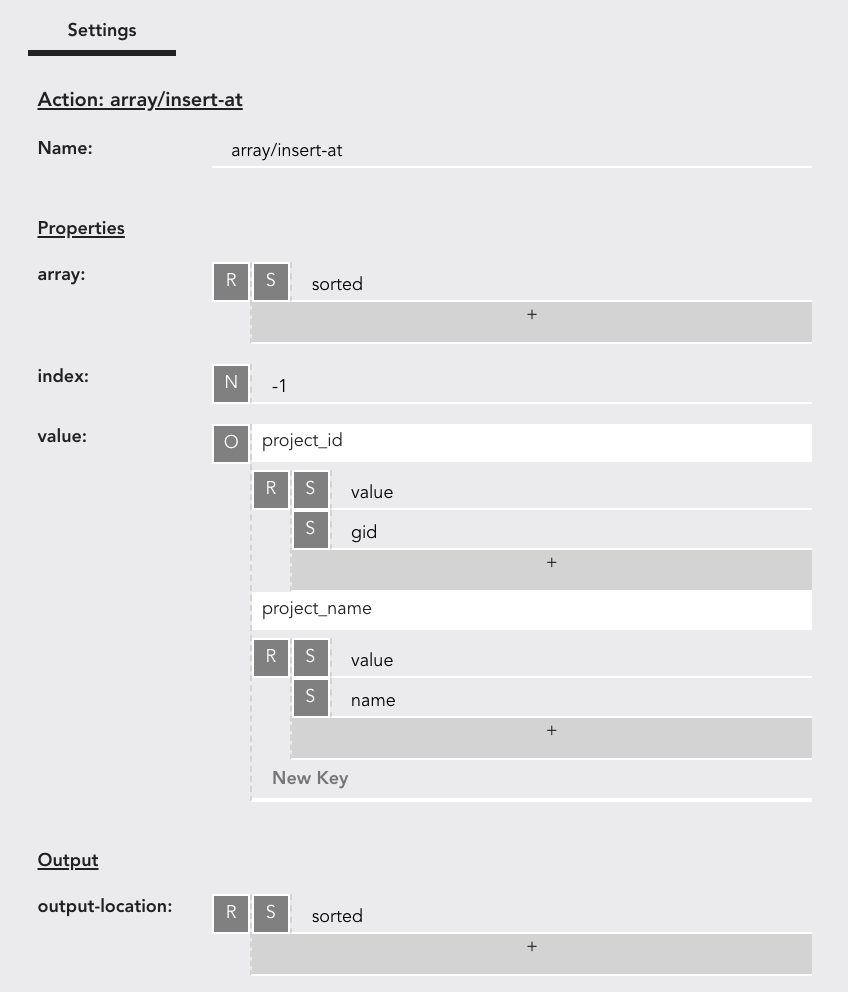 Settings
Action: array/insert-at
Name: array/insert-at
Properties
array: R S sorted
+
index: N -1
value: O project_id
R S value
S gid
+
project_name
R S value
S name
+
New Key
Output
output-location: R S sorted
+